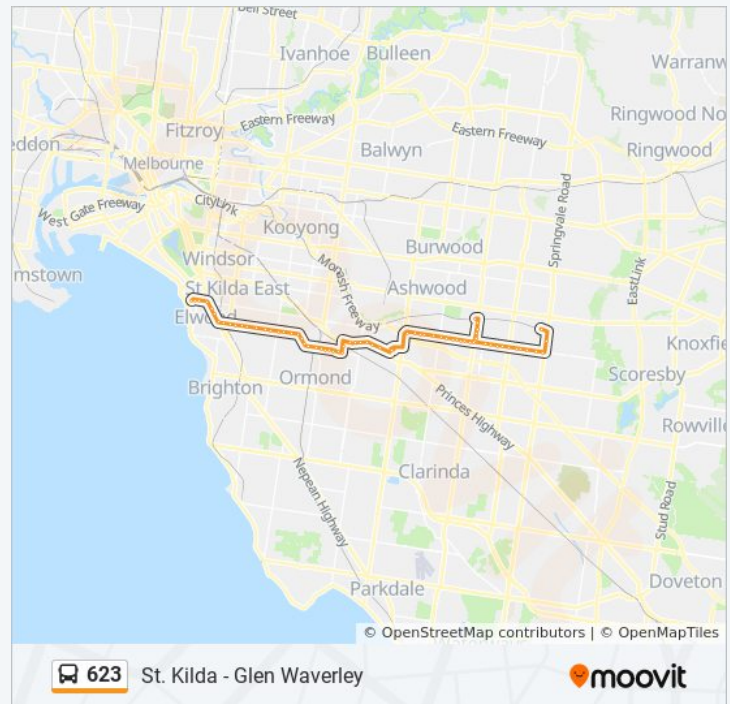 Bell Street
Ivanhoe
Bulleen
Warranw
Eastern Freeway
Ringwood No
Fitzroy
Eastern Freeway
eddon
Balwyn
Ringwood
Melbourne
CityLink
West Gate Freeway
Kooyong
Springvale Road
Burwood
Windsor
Monash Freeway
EastLink
mstown
St Kilda East
Ashwood
Elwood
Knoxfie
Ormond
Scoresby
Brighton
Princes Highway
Rowville
Clarinda
Nepean Highway
Stud Road
Doveton
Parkdale
© OpenStreetMap contributors | © OpenMapTiles
623
St. Kilda - Glen Waverley
moovit